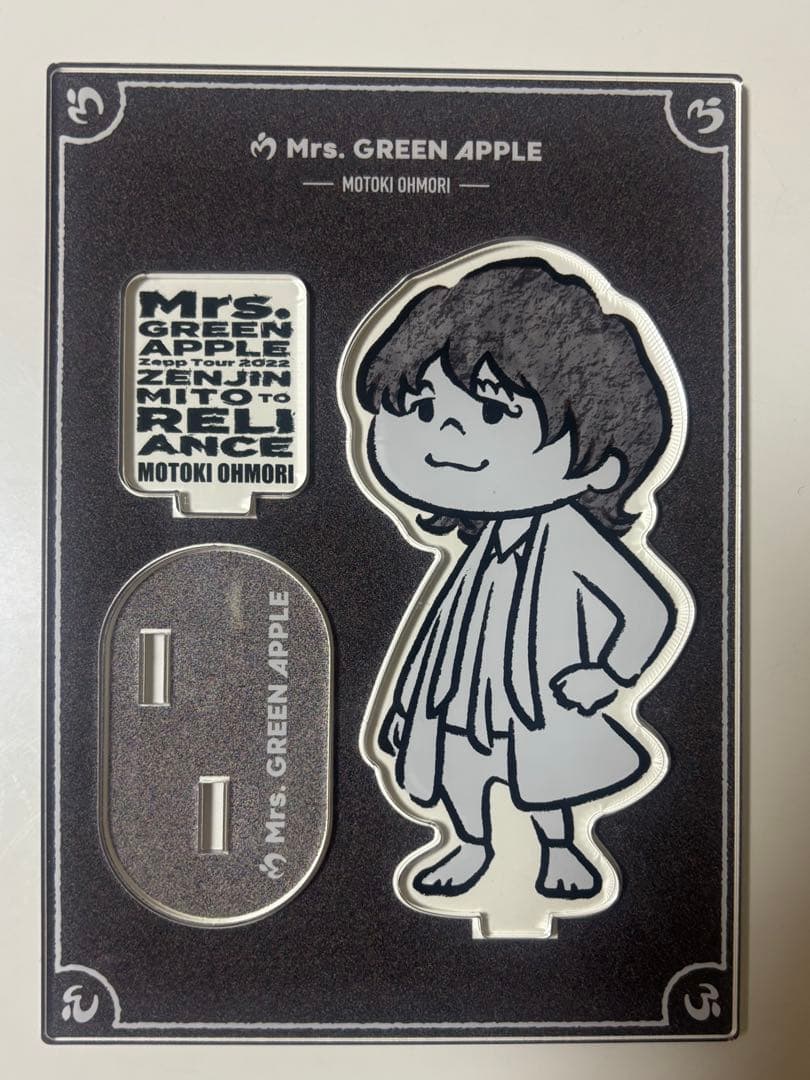 Mrs. GREEN APPLE
MOTOKI OHMORI
Mrs.
GREEN
APPLE
Zepp Tour 2022
ZENJIN
MITO TO
RELI
ANCE
MOTOKI OHMORI
Mrs. GREEN APPLE